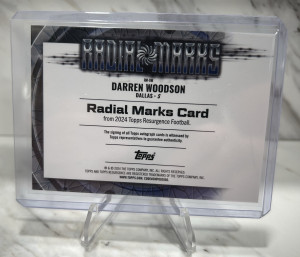 RADIAL MARKS
DARREN WOODSON
DALLAS - S
Radial Marks Card
from 2024 Topps Resurgence Football.
The signing of all Topps autograph cards is witnessed by
Topps representatives to guarantee authenticity.
Topps